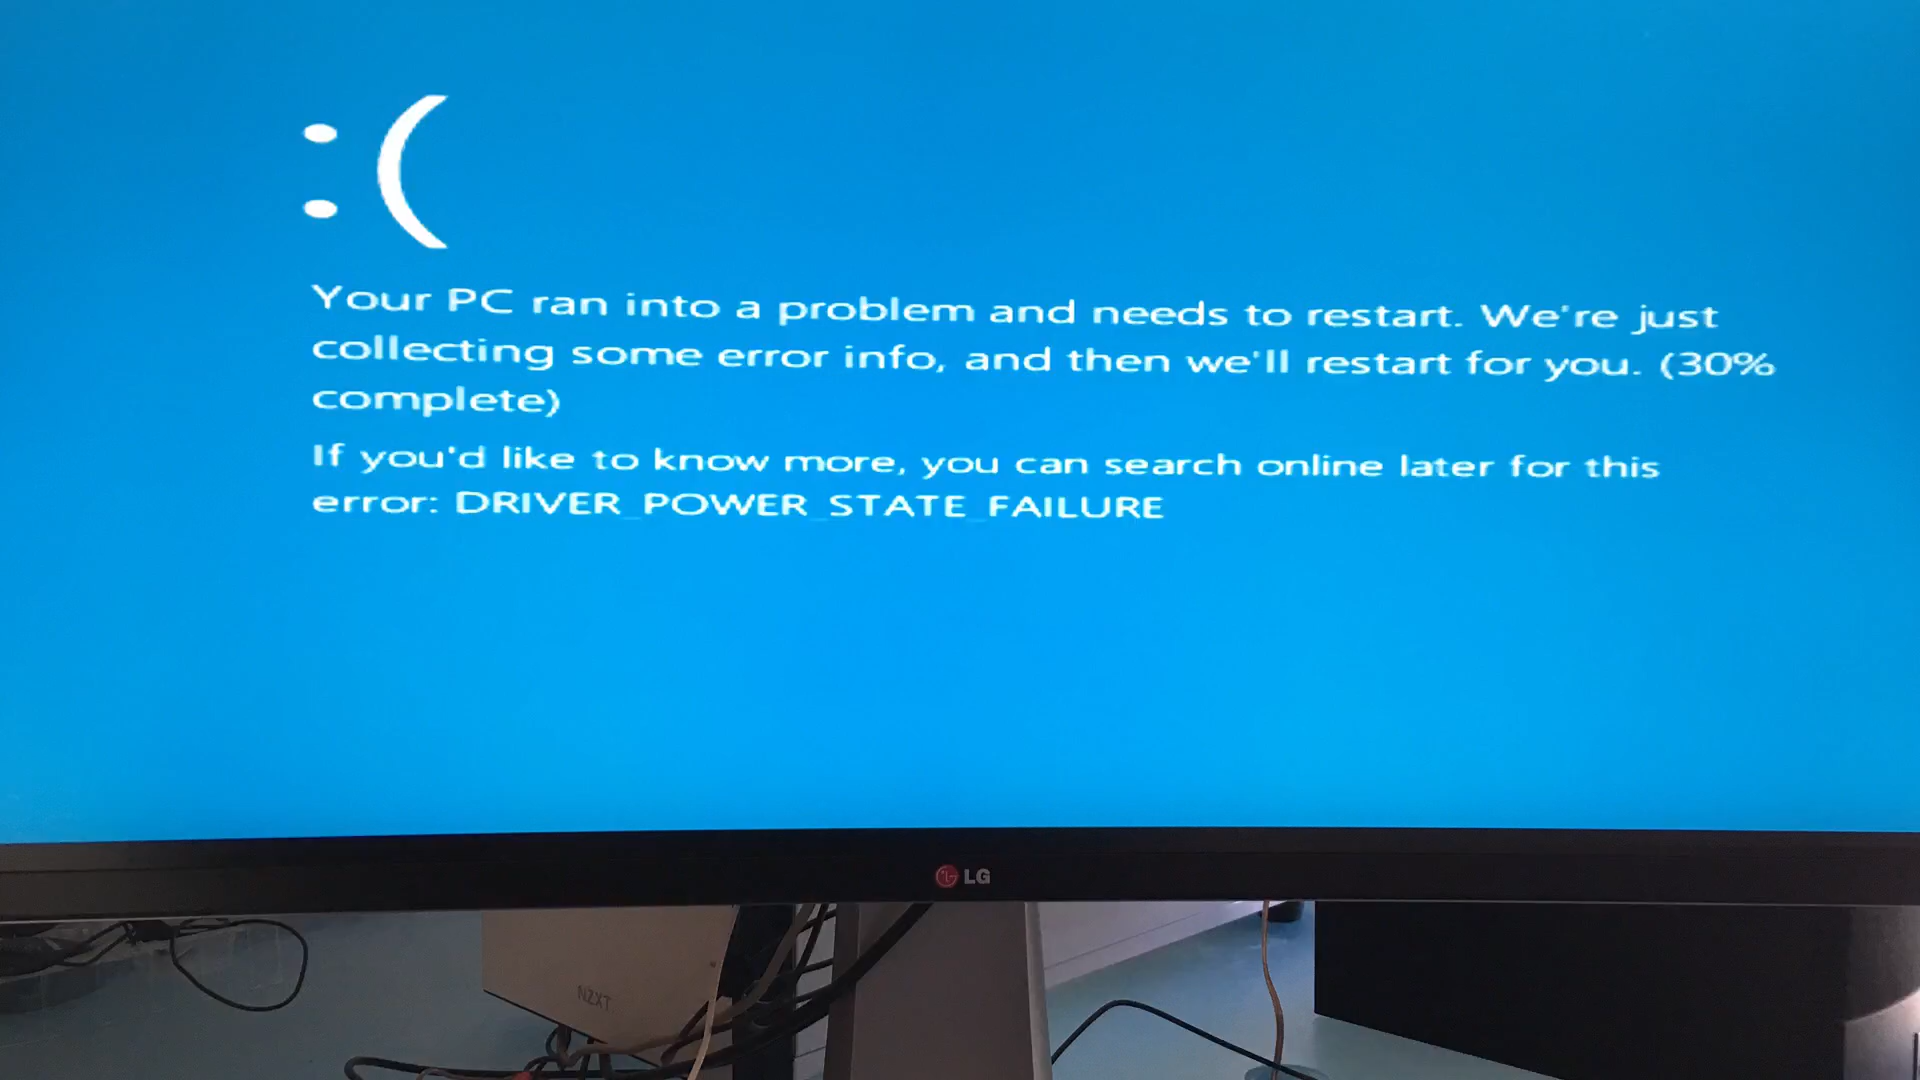 :(
Your PC ran into a problem and needs to restart. We're just
collecting some error info, and then we'll restart for you. (30%
complete)
If you'd like to know more, you can search online later for this
error: DRIVER_POWER_STATE_FAILURE
LG
NZXT